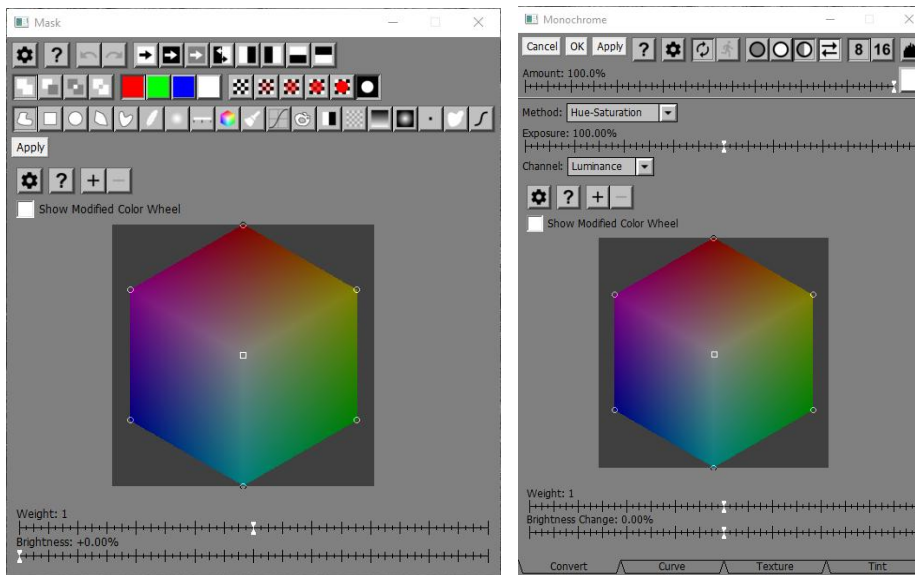 Mask
?
Apply
?
Show Modified Color Wheel
Weight: 1
Brightness: +0.00%
Monochrome
Cancel OK Apply ? 8 16
Amount: 100.0%
Method: Hue-Saturation
Exposure: 100.00%
Channel: Luminance
?
Show Modified Color Wheel
Weight: 1
Brightness Change: 0.00%
Convert Curve Texture Tint